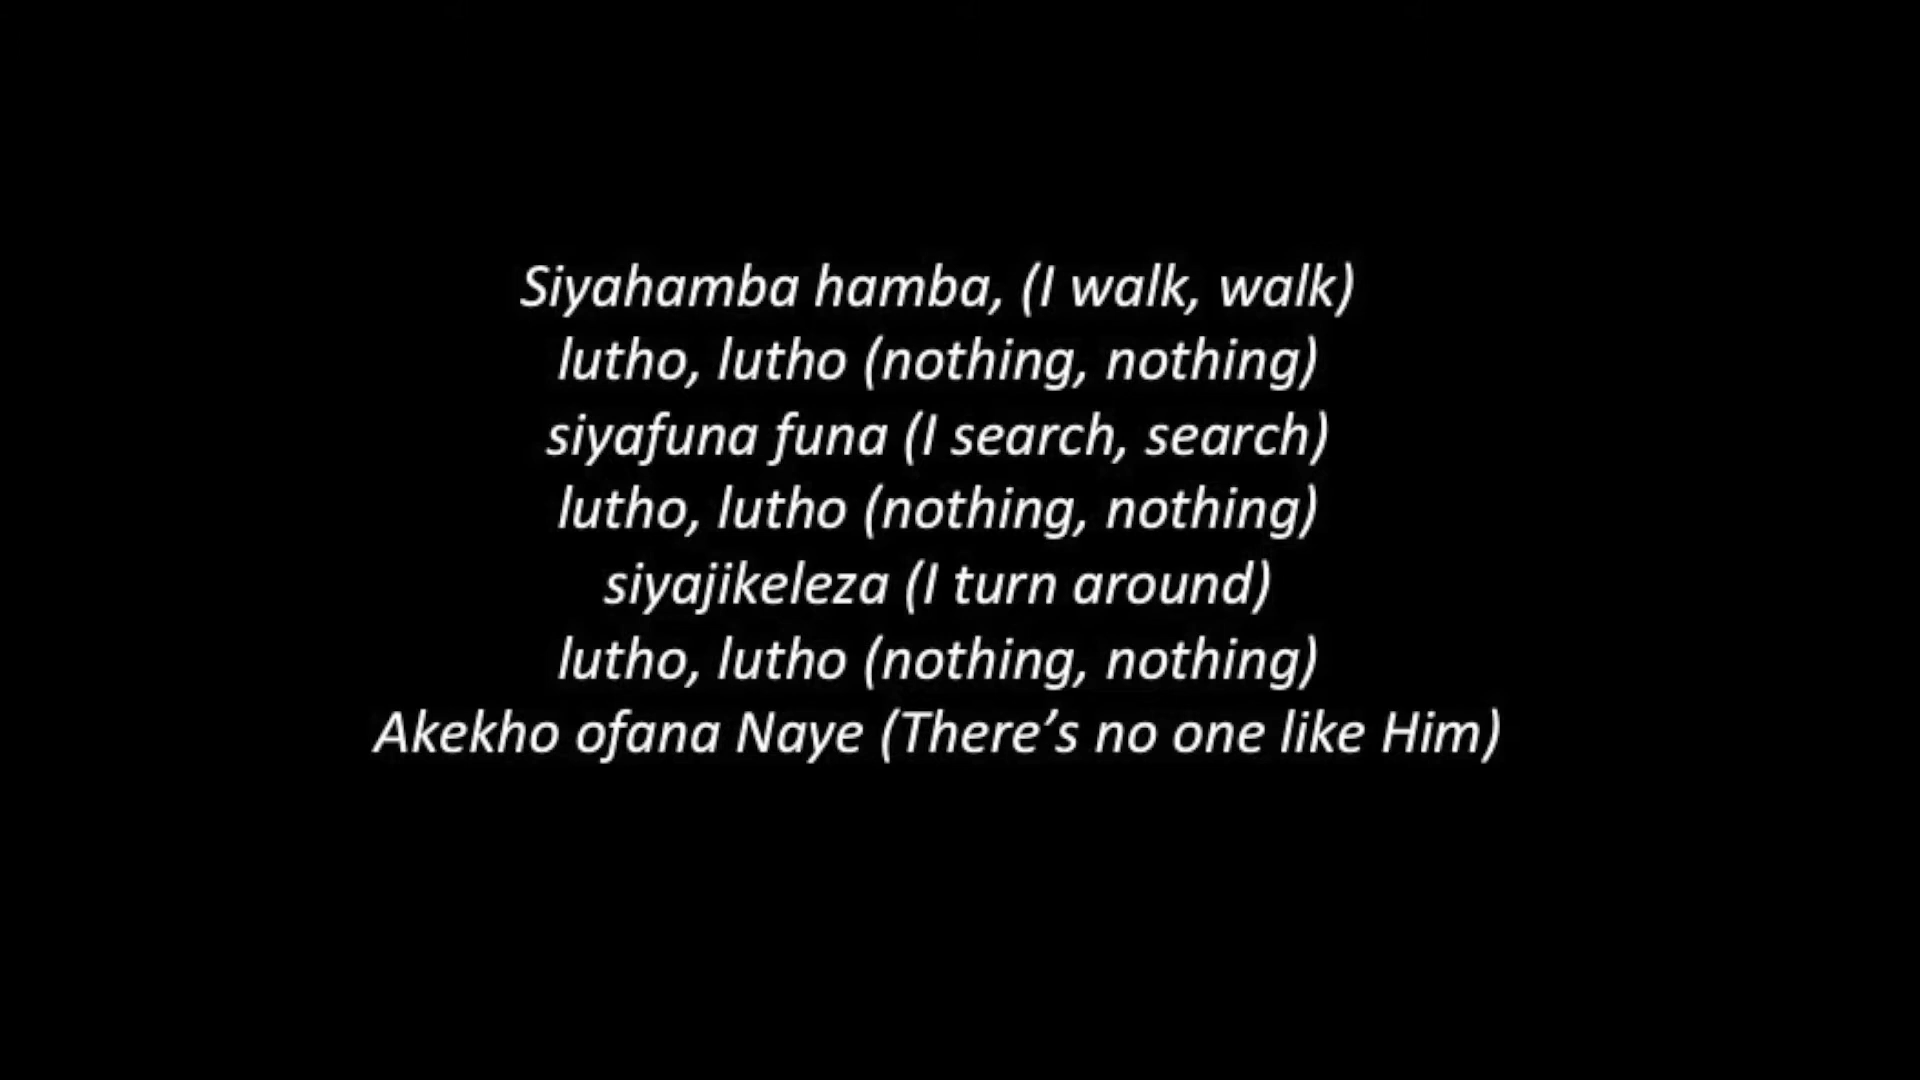 Siyahamba hamba, (I walk, walk)
lutho, lutho (nothing, nothing)
siyafuna funa (I search, search)
lutho, lutho (nothing, nothing)
siyajikeleza (I turn around)
lutho, lutho (nothing, nothing)
Akekho ofana Naye (There’s no one like Him)